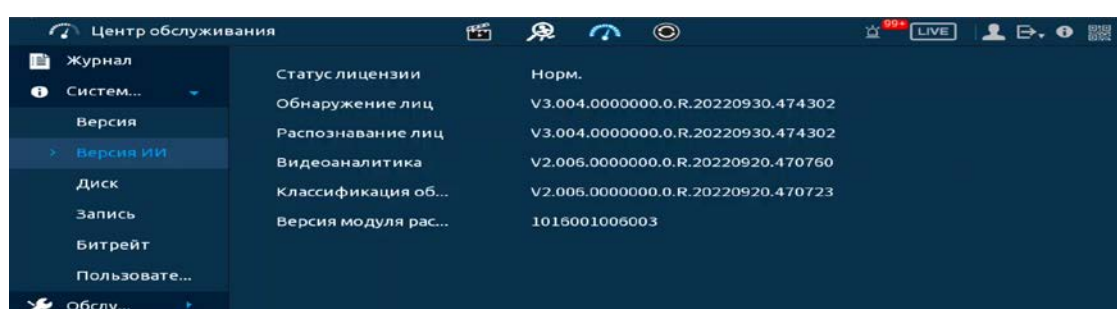 Центр обслуживания
99+
LIVE
Журнал
Систем...
Версия
Версия ИИ
Диск
Запись
Битрейт
Пользовате...
Обслу...
Статус лицензии Норм.
Обнаружение лиц V3.004.0000000.0.R.20220930.474302
Распознавание лиц V3.004.0000000.0.R.20220930.474302
Видеоаналитика V2.006.0000000.0.R.20220920.470760
Классификация об... V2.006.0000000.0.R.20220920.470723
Версия модуля рас... 1016001006003